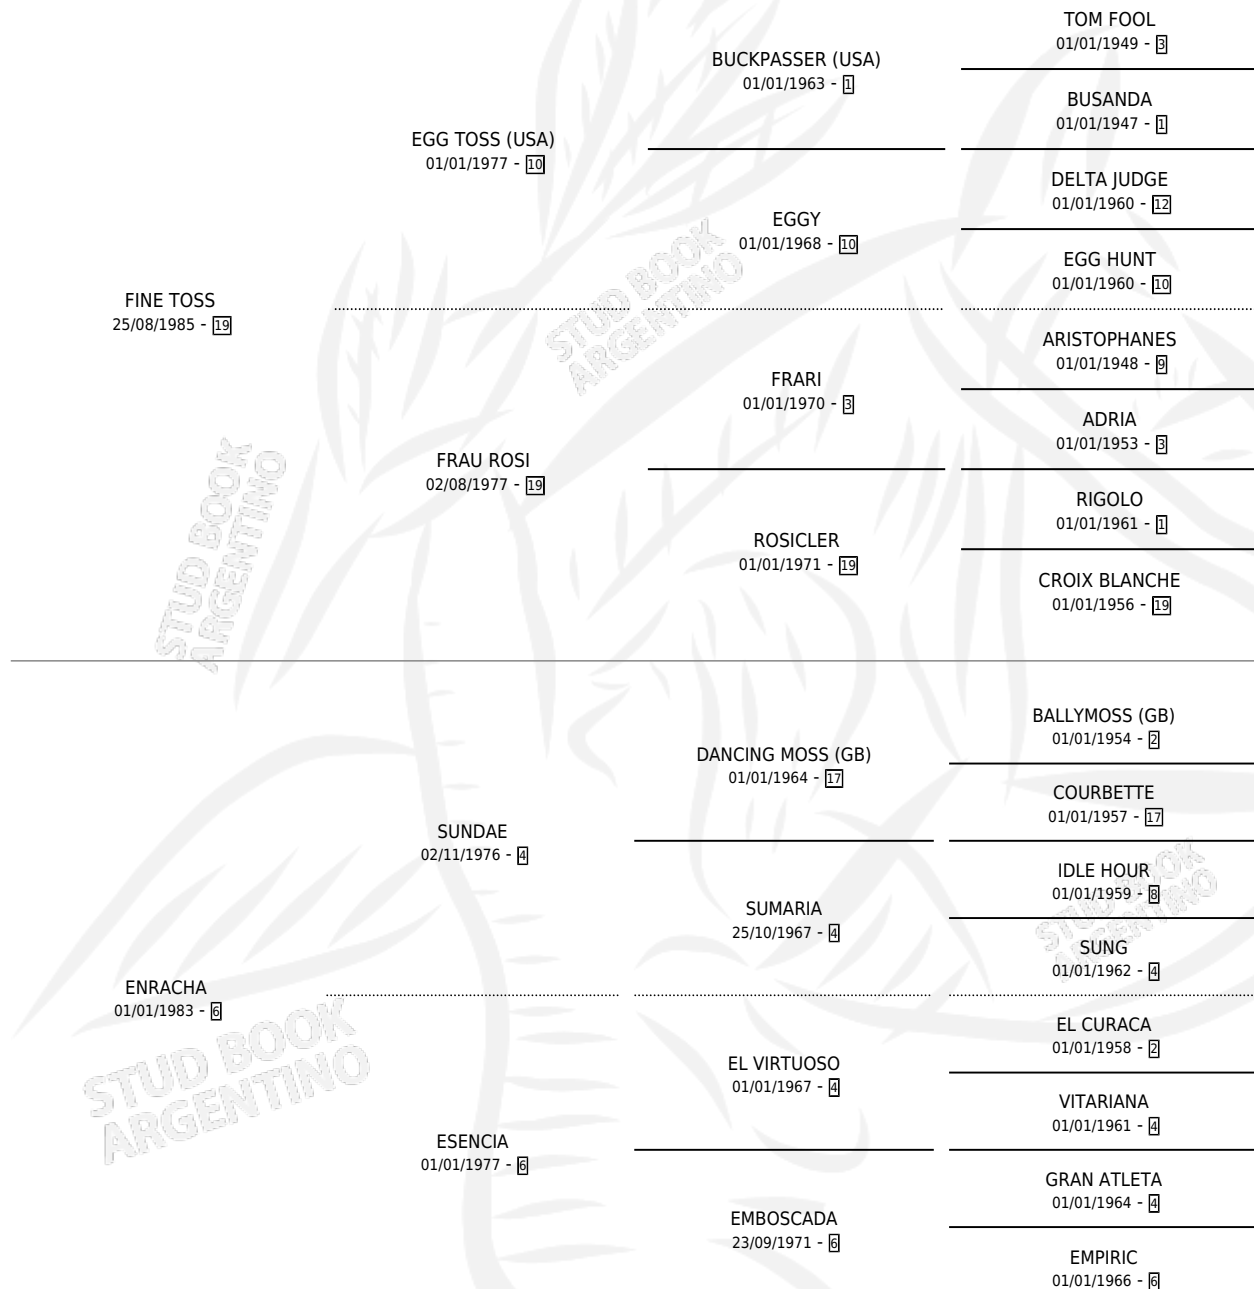 TOM FOOL
01/01/1949 - 3
BUCKPASSER (USA)
01/01/1963 - 1
BUSANDA
01/01/1947 - 1
EGG TOSS (USA)
01/01/1977 - 10
DELTA JUDGE
01/01/1960 - 12
EGGY
01/01/1968 - 10
EGG HUNT
01/01/1960 - 10
FINE TOSS
25/08/1985 - 19
ARISTOPHANES
01/01/1948 - 9
FRARI
01/01/1970 - 3
ADRIA
01/01/1953 - 3
FRAU ROSI
02/08/1977 - 19
RIGOLO
01/01/1961 - 1
ROSICLER
01/01/1971 - 19
CROIX BLANCHE
01/01/1956 - 19
BALLYMOSS (GB)
01/01/1954 - 2
DANCING MOSS (GB)
01/01/1964 - 17
COURBETTE
01/01/1957 - 17
SUNDAE
02/11/1976 - 4
IDLE HOUR
01/01/1959 - 8
SUMARIA
25/10/1967 - 4
SUNG
01/01/1962 - 4
ENRACHA
01/01/1983 - 6
EL CURACA
01/01/1958 - 2
EL VIRTUOSO
01/01/1967 - 4
VITARIANA
01/01/1961 - 4
ESENCIA
01/01/1977 - 6
GRAN ATLETA
01/01/1964 - 4
EMBOSCADA
23/09/1971 - 6
EMPIRIC
01/01/1966 - 6
STUD BOOK
ARGENTINO
STUD BOOK
ARGENTINO
STUD BOOK
ARGENTINO
STUD BOOK
ARGENTINO